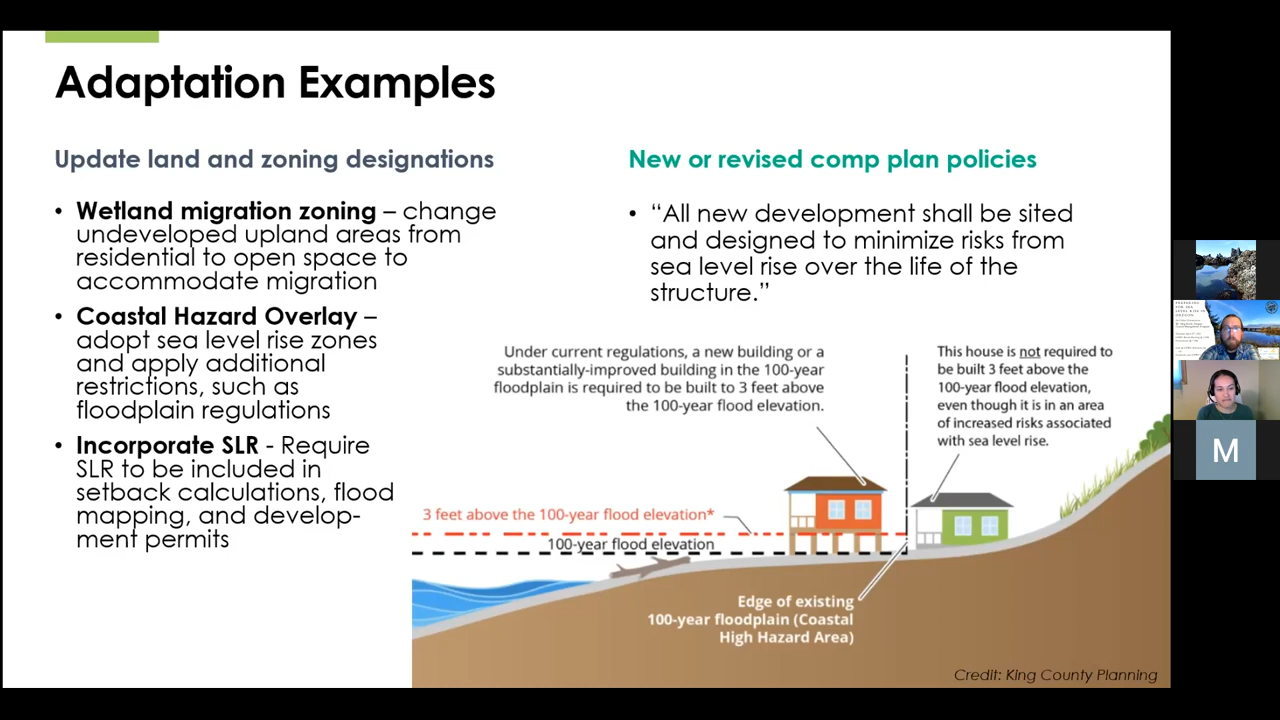 Adaptation Examples
Update land and zoning designations
• Wetland migration zoning – change
undeveloped upland areas from
residential to open space to
accommodate migration
• Coastal Hazard Overlay –
adopt sea level rise zones
and apply additional
restrictions, such as
floodplain regulations
• Incorporate SLR - Require
SLR to be included in
setback calculations, flood
mapping, and develop-
ment permits
New or revised comp plan policies
• “All new development shall be sited
and designed to minimize risks from
sea level rise over the life of the
structure.”
Under current regulations, a new building or a
substantially-improved building in the 100-year
floodplain is required to be built to 3 feet above
the 100-year flood elevation.
This house is not required to
be built 3 feet above the
100-year flood elevation,
even though it is in an area
of increased risks associated
with sea level rise.
3 feet above the 100-year flood elevation*
100-year flood elevation
Edge of existing
100-year floodplain (Coastal
High Hazard Area)
Credit: King County Planning
PREPARING
FOR SEA
LEVEL RISE IN
OREGON
M